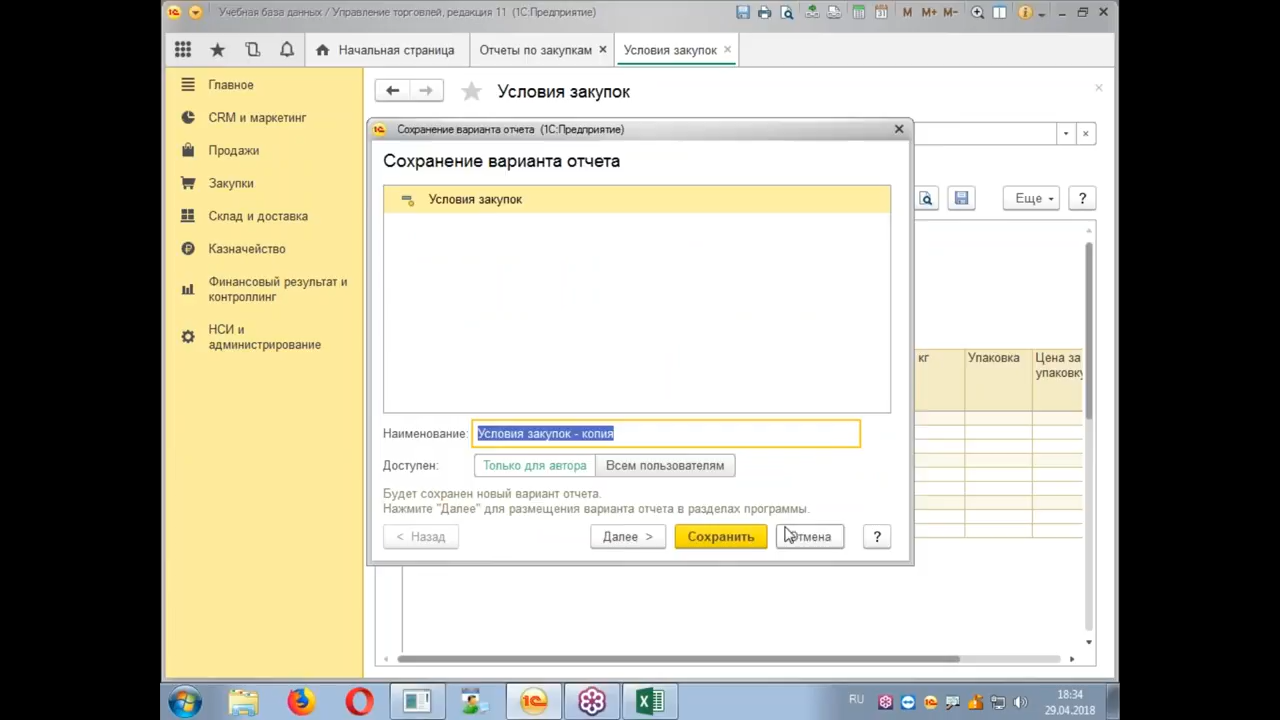 Учебная база данных / Управление торговлей, редакция 11 (1С:Предприятие)
M M+ M-
Начальная страница
Отчеты по закупкам ×
Условия закупок ×
Главное
CRM и маркетинг
Продажи
Закупки
Склад и доставка
Казначейство
Финансовый результат и
контроллинг
НСИ и
администрирование
Условия закупок
Сохранение варианта отчета (1С:Предприятие)
Сохранение варианта отчета
Условия закупок
Еще
?
кг
Упаковка
Цена за
упаковку
Наименование:
Условия закупок - копия
Доступен:
Только для автора
Всем пользователям
Будет сохранен новый вариант отчета.
Нажмите "Далее" для размещения варианта отчета в разделах программы.
< Назад
Далее >
Сохранить
Отмена
?
RU
18:34
29.04.2018